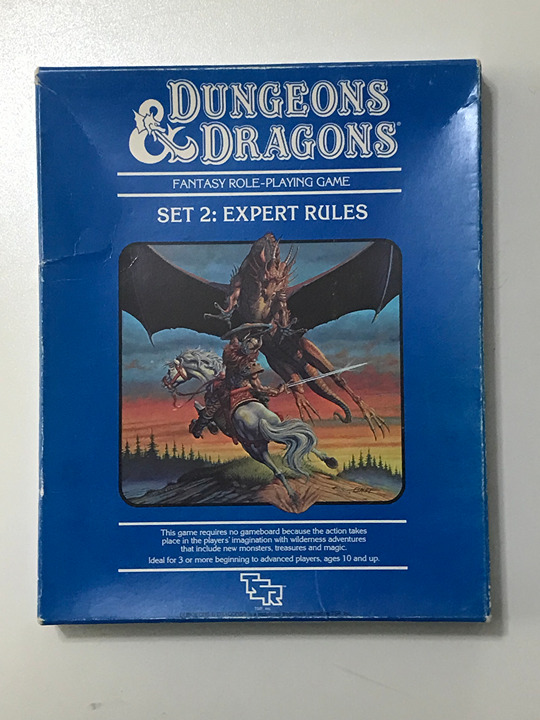 DUNGEONS
& DRAGONS®
FANTASY ROLE-PLAYING GAME
SET 2: EXPERT RULES
This game requires no gameboard because the action takes
place in the players' imagination with wilderness adventures
that include new monsters, treasures and magic.
Ideal for 3 or more beginning to advanced players, ages 10 and up.
TSR
TSR, Inc.